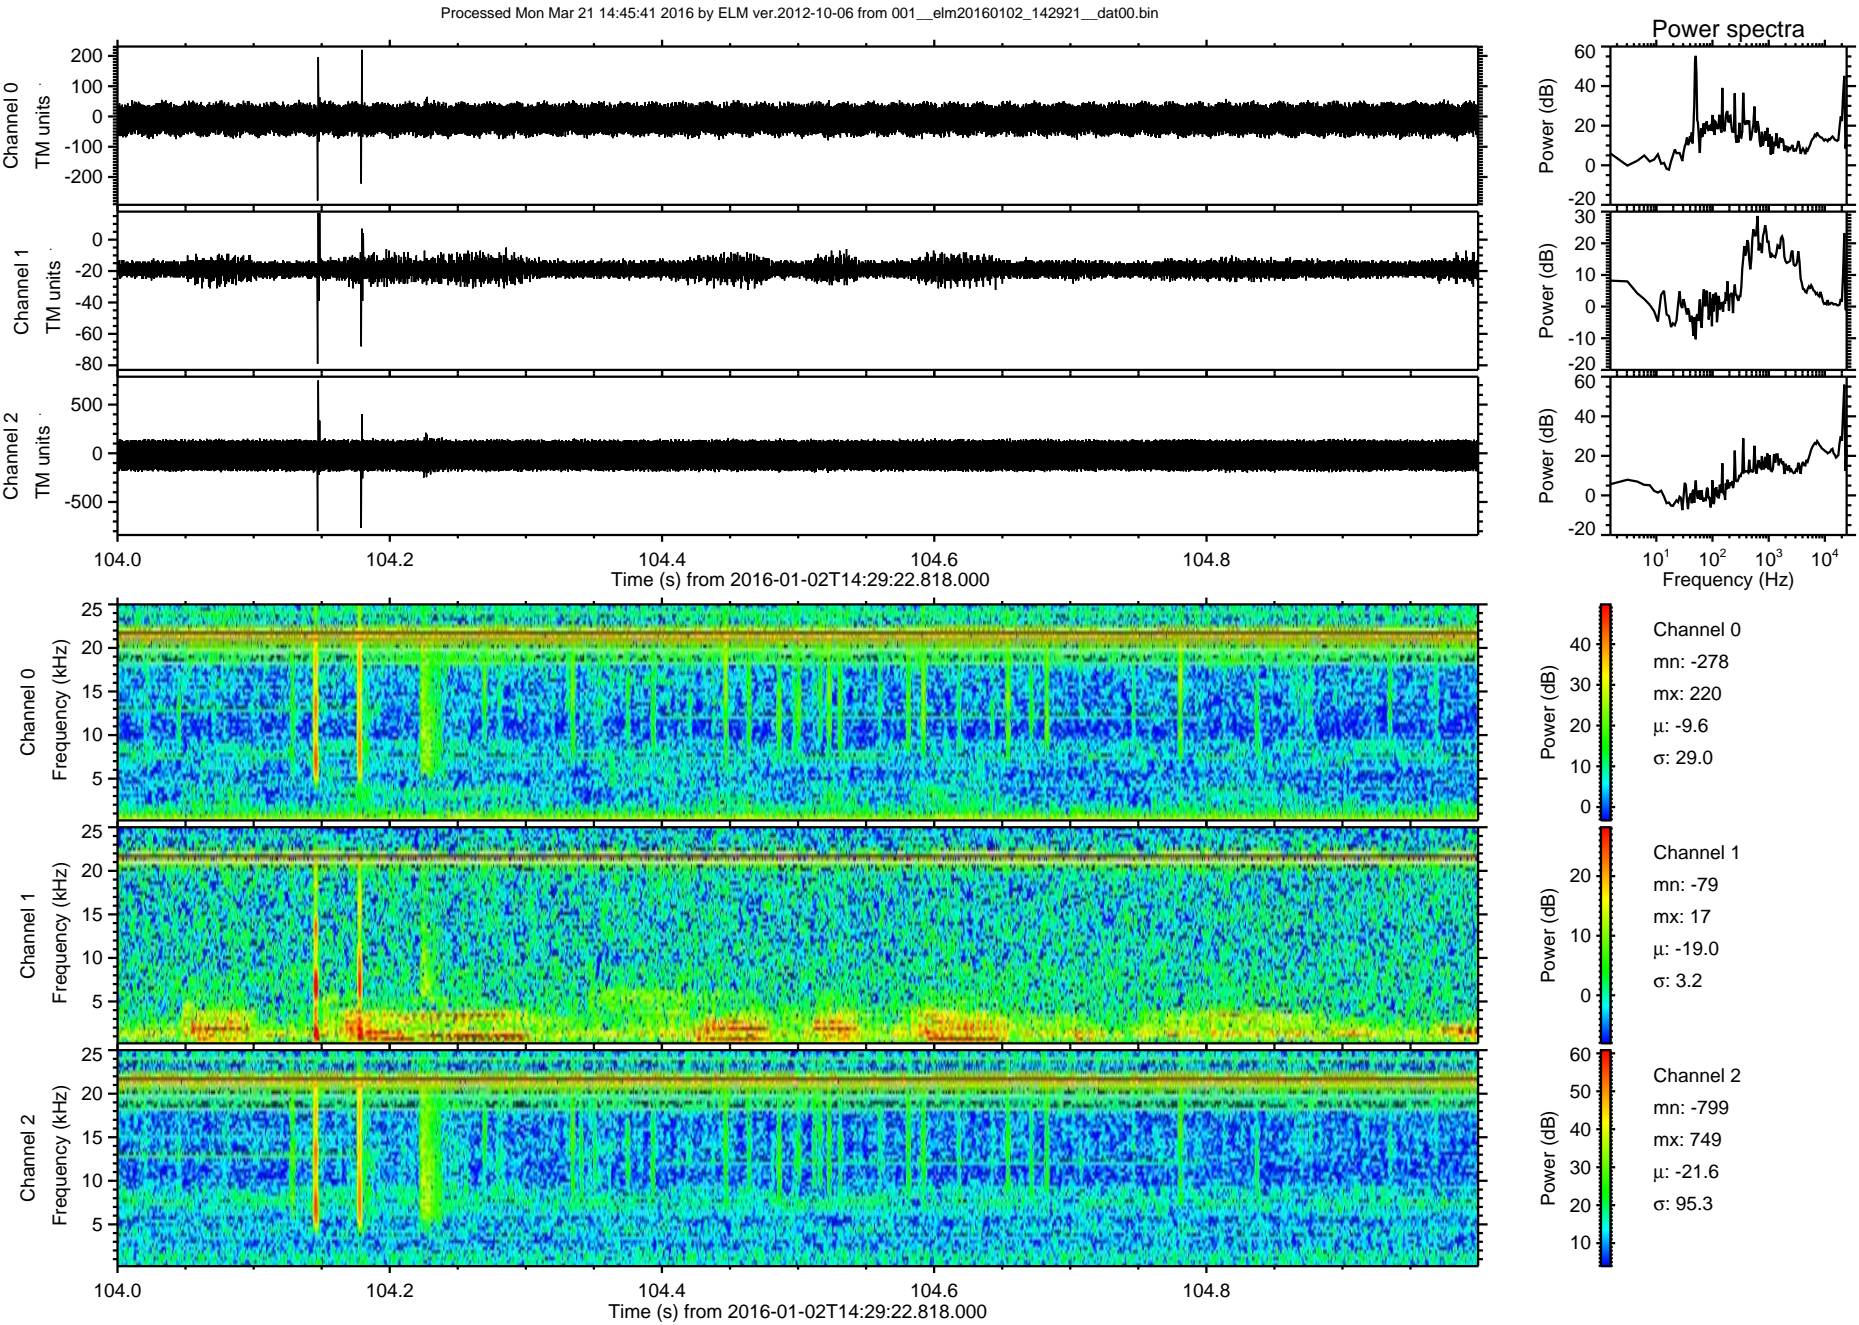 Processed Mon Mar 21 14:45:41 2016 by ELM ver.2012-10-06 from 001__elm20160102_142921__dat00.bin
Power spectra
Channel 0
TM units
200
100
0
-100
-200
Power (dB)
60
40
20
0
-20
Channel 1
TM units
0
-20
-40
-60
-80
Power (dB)
30
20
10
0
-10
-20
Channel 2
TM units
500
0
-500
Power (dB)
60
40
20
0
-20
104.0 104.2 104.4 104.6 104.8
Time (s) from 2016-01-02T14:29:22.818.000
10^1 10^2 10^3 10^4
Frequency (Hz)
Channel 0
Frequency (kHz)
25
20
15
10
5
Power (dB)
40
30
20
10
0
Channel 0
mn: -278
mx: 220
μ: -9.6
σ: 29.0
Channel 1
Frequency (kHz)
25
20
15
10
5
Power (dB)
20
10
0
Channel 1
mn: -79
mx: 17
μ: -19.0
σ: 3.2
Channel 2
Frequency (kHz)
25
20
15
10
5
Power (dB)
60
50
40
30
20
10
Channel 2
mn: -799
mx: 749
μ: -21.6
σ: 95.3
104.0 104.2 104.4 104.6 104.8
Time (s) from 2016-01-02T14:29:22.818.000